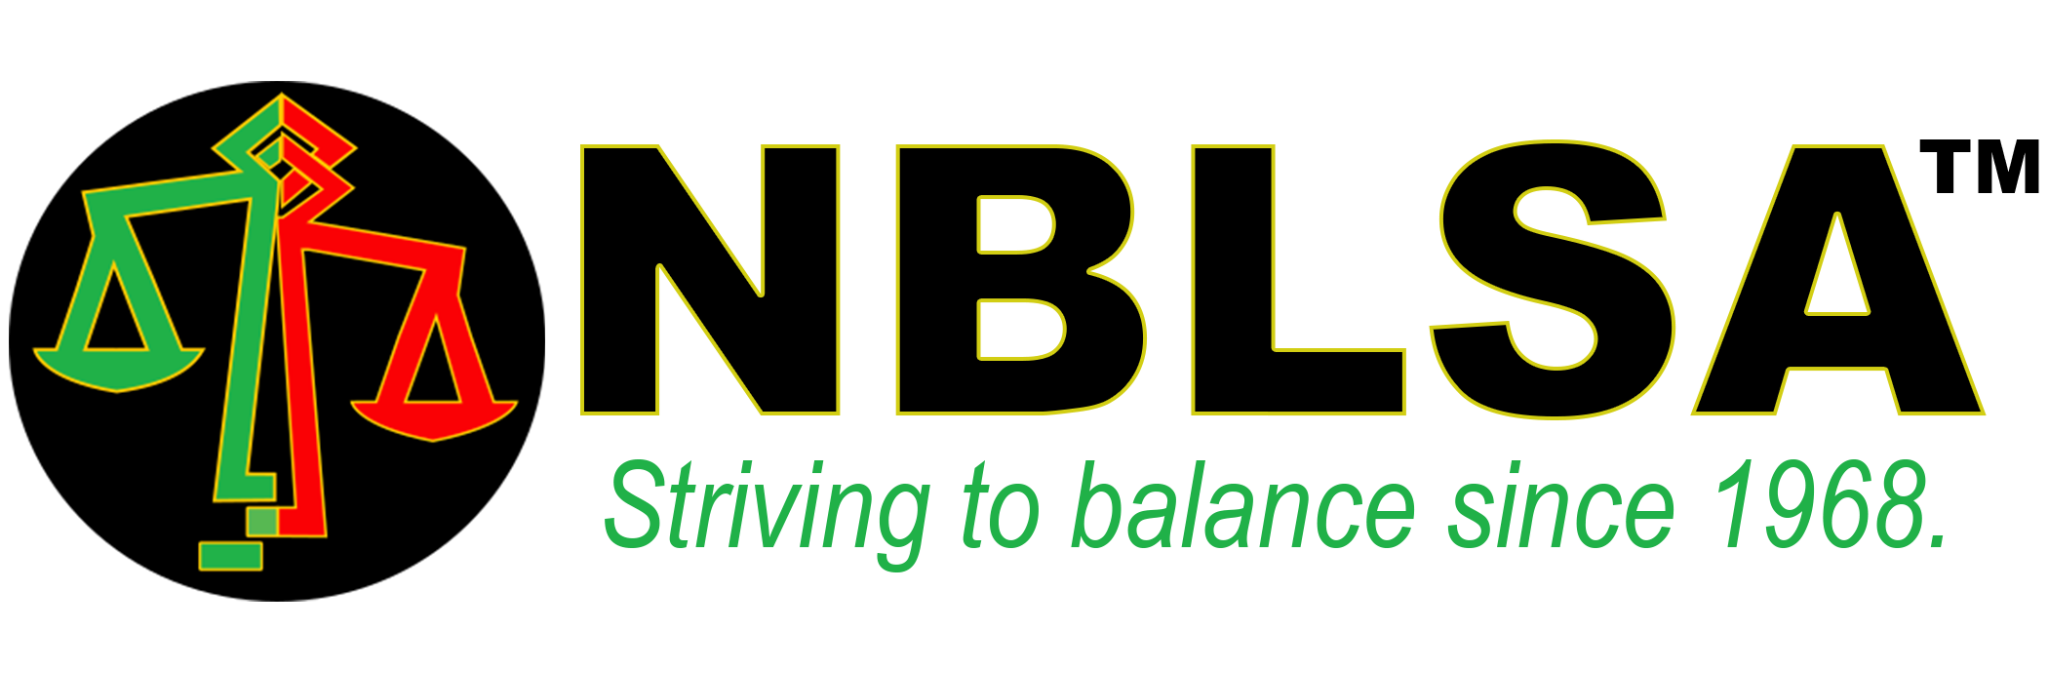 NBLSA™
Striving to balance since 1968.